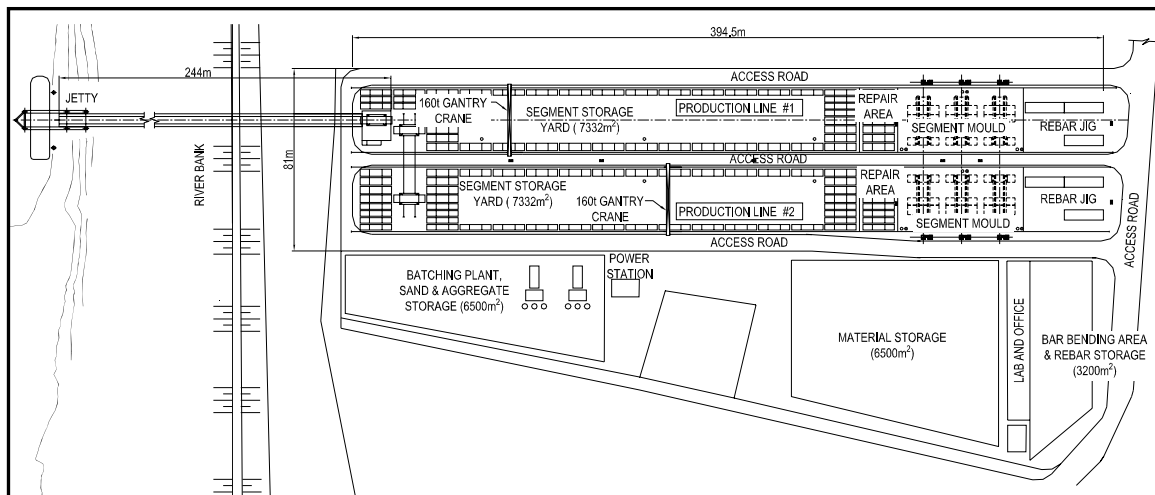 394.5m
244m
ACCESS ROAD
JETTY
160t GANTRY
CRANE
SEGMENT STORAGE
YARD ( 7332m²)
PRODUCTION LINE #1
REPAIR
AREA
SEGMENT MOULD
REBAR JIG
RIVER BANK
81m
ACCESS ROAD
SEGMENT STORAGE
YARD ( 7332m²)
160t GANTRY
CRANE
PRODUCTION LINE #2
REPAIR
AREA
SEGMENT MOULD
REBAR JIG
ACCESS ROAD
ACCESS ROAD
BATCHING PLANT,
SAND & AGGREGATE
STORAGE (6500m²)
POWER
STATION
MATERIAL STORAGE
(6500m²)
LAB AND OFFICE
BAR BENDING AREA
& REBAR STORAGE
(3200m²)